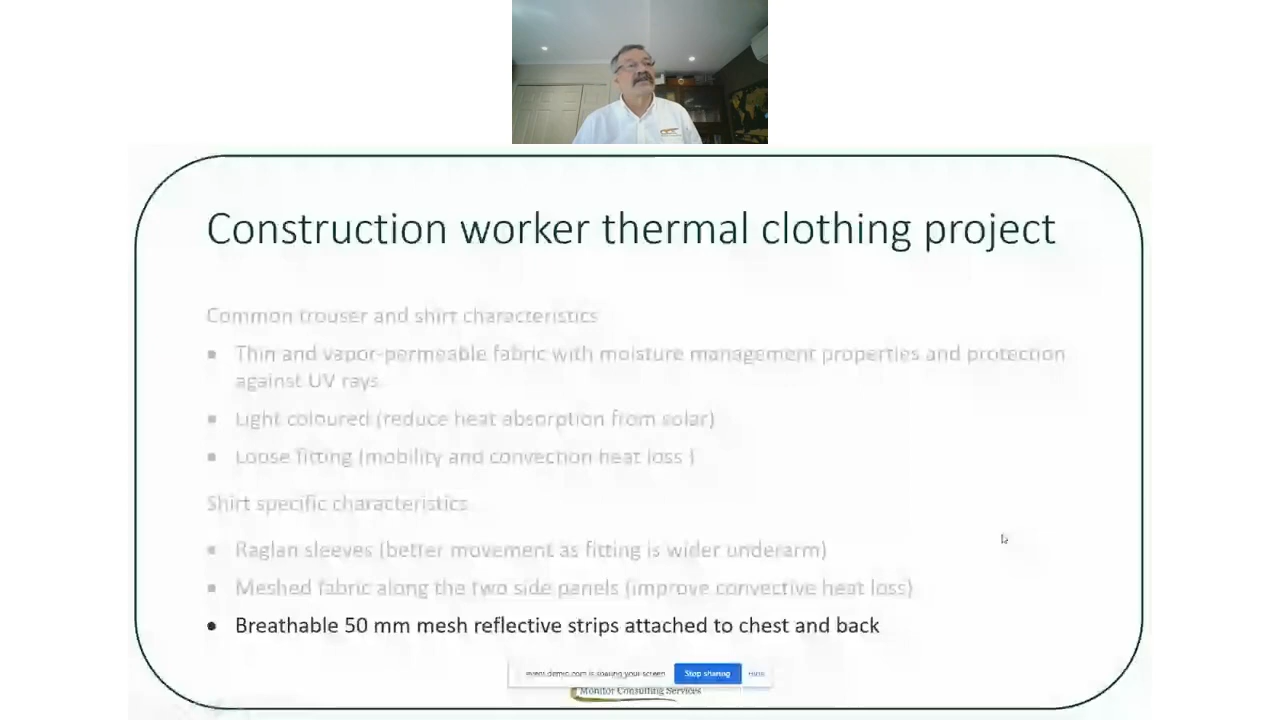 Construction worker thermal clothing project
Common trouser and shirt characteristics
Thin and vapor-permeable fabric with moisture management properties and protection
against UV rays
Light coloured (reduce heat absorption from solar)
Loose fitting (mobility and convection heat loss )
Shirt specific characteristics
Raglan sleeves (better movement as fitting is wider underarm)
Meshed fabric along the two side panels (improve convective heat loss)
Breathable 50 mm mesh reflective strips attached to chest and back
is sharing your screen Stop sharing Hide
Monitor Consulting Services